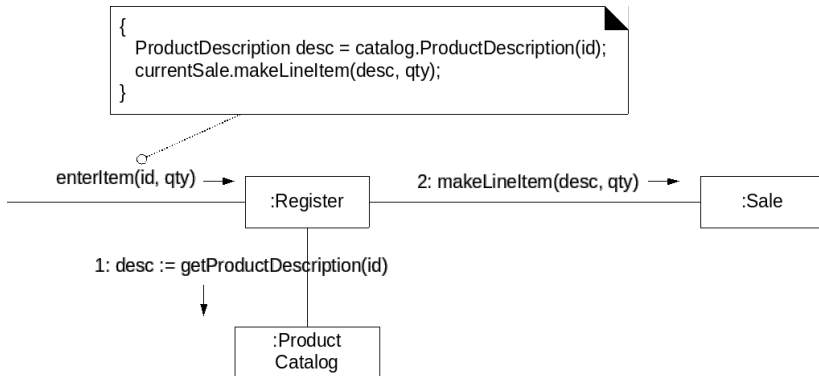 {
ProductDescription desc = catalog.ProductDescription(id);
currentSale.makeLineItem(desc, qty);
}
enterItem(id, qty)
2: makeLineItem(desc, qty)
:Register
:Sale
1: desc := getProductDescription(id)
:Product
Catalog